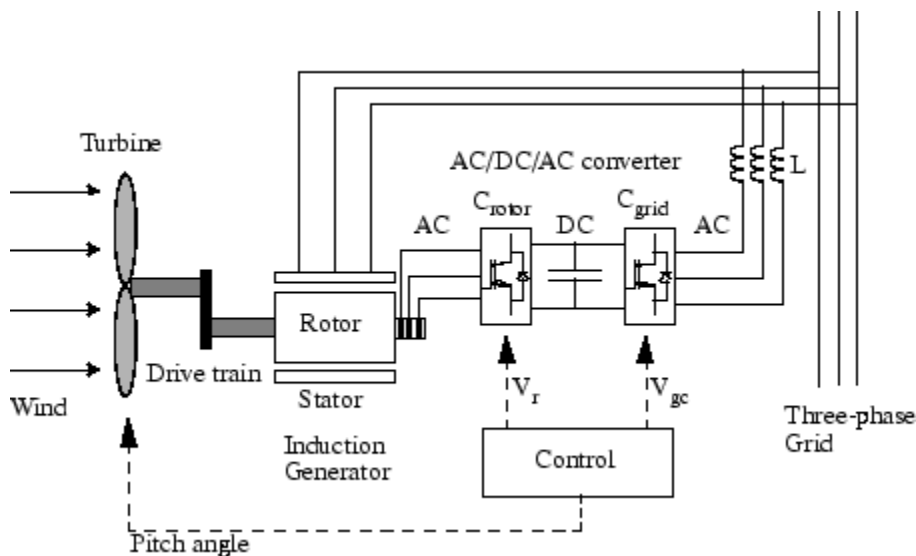 Turbine
AC/DC/AC converter
L
C_rotor
C_grid
AC
DC
AC
Rotor
Drive train
Stator
Wind
V_r
V_gc
Three-phase
Grid
Induction
Generator
Control
Pitch angle